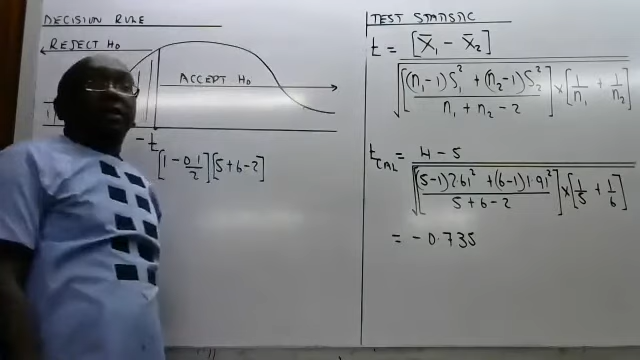 DECISION RULE
REJECT H₀
ACCEPT H₀
-t[1-0.1/2][5+6-2]
TEST STATISTIC
t = [X̄₁ - X̄₂]
√[(n₁-1)S₁² + (n₂-1)S₂² / n₁ + n₂ - 2] × [1/n₁ + 1/n₂]
t CAL = 4 - 5
√[(5-1)2.61² + (6-1)1.91² / 5 + 6 - 2] × [1/5 + 1/6]
= -0.735